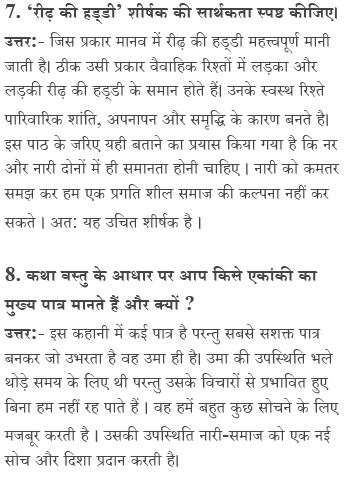 7. ‘रीढ़ की हड्डी’ शीर्षक की सार्थकता स्पष्ट कीजिए।
उत्तर:- जिस प्रकार मानव में रीढ़ की हड्डी महत्त्वपूर्ण मानी
जाती है। ठीक उसी प्रकार वैवाहिक रिश्तों में लड़का और
लड़की रीढ़ की हड्डी के समान होते हैं। उनके स्वस्थ रिश्ते
पारिवारिक शांति, अपनापन और समृद्धि के कारण बनते है।
इस पाठ के जरिए यही बताने का प्रयास किया गया है कि नर
और नारी दोनों में ही समानता होनी चाहिए । नारी को कमतर
समझ कर हम एक प्रगति शील समाज की कल्पना नहीं कर
सकते । अत: यह उचित शीर्षक है ।
8. कथा वस्तु के आधार पर आप किसे एकांकी का
मुख्य पात्र मानते हैं और क्यों ?
उत्तर:- इस कहानी में कई पात्र है परन्तु सबसे सशक्त पात्र
बनकर जो उभरता है वह उमा ही है। उमा की उपस्थिति भले
थोड़े समय के लिए थी परन्तु उसके विचारों से प्रभावित हुए
बिना हम नहीं रह पाते हैं । वह हमें बहुत कुछ सोचने के लिए
मजबूर करती है । उसकी उपस्थिति नारी-समाज को एक नई
सोच और दिशा प्रदान करती है।